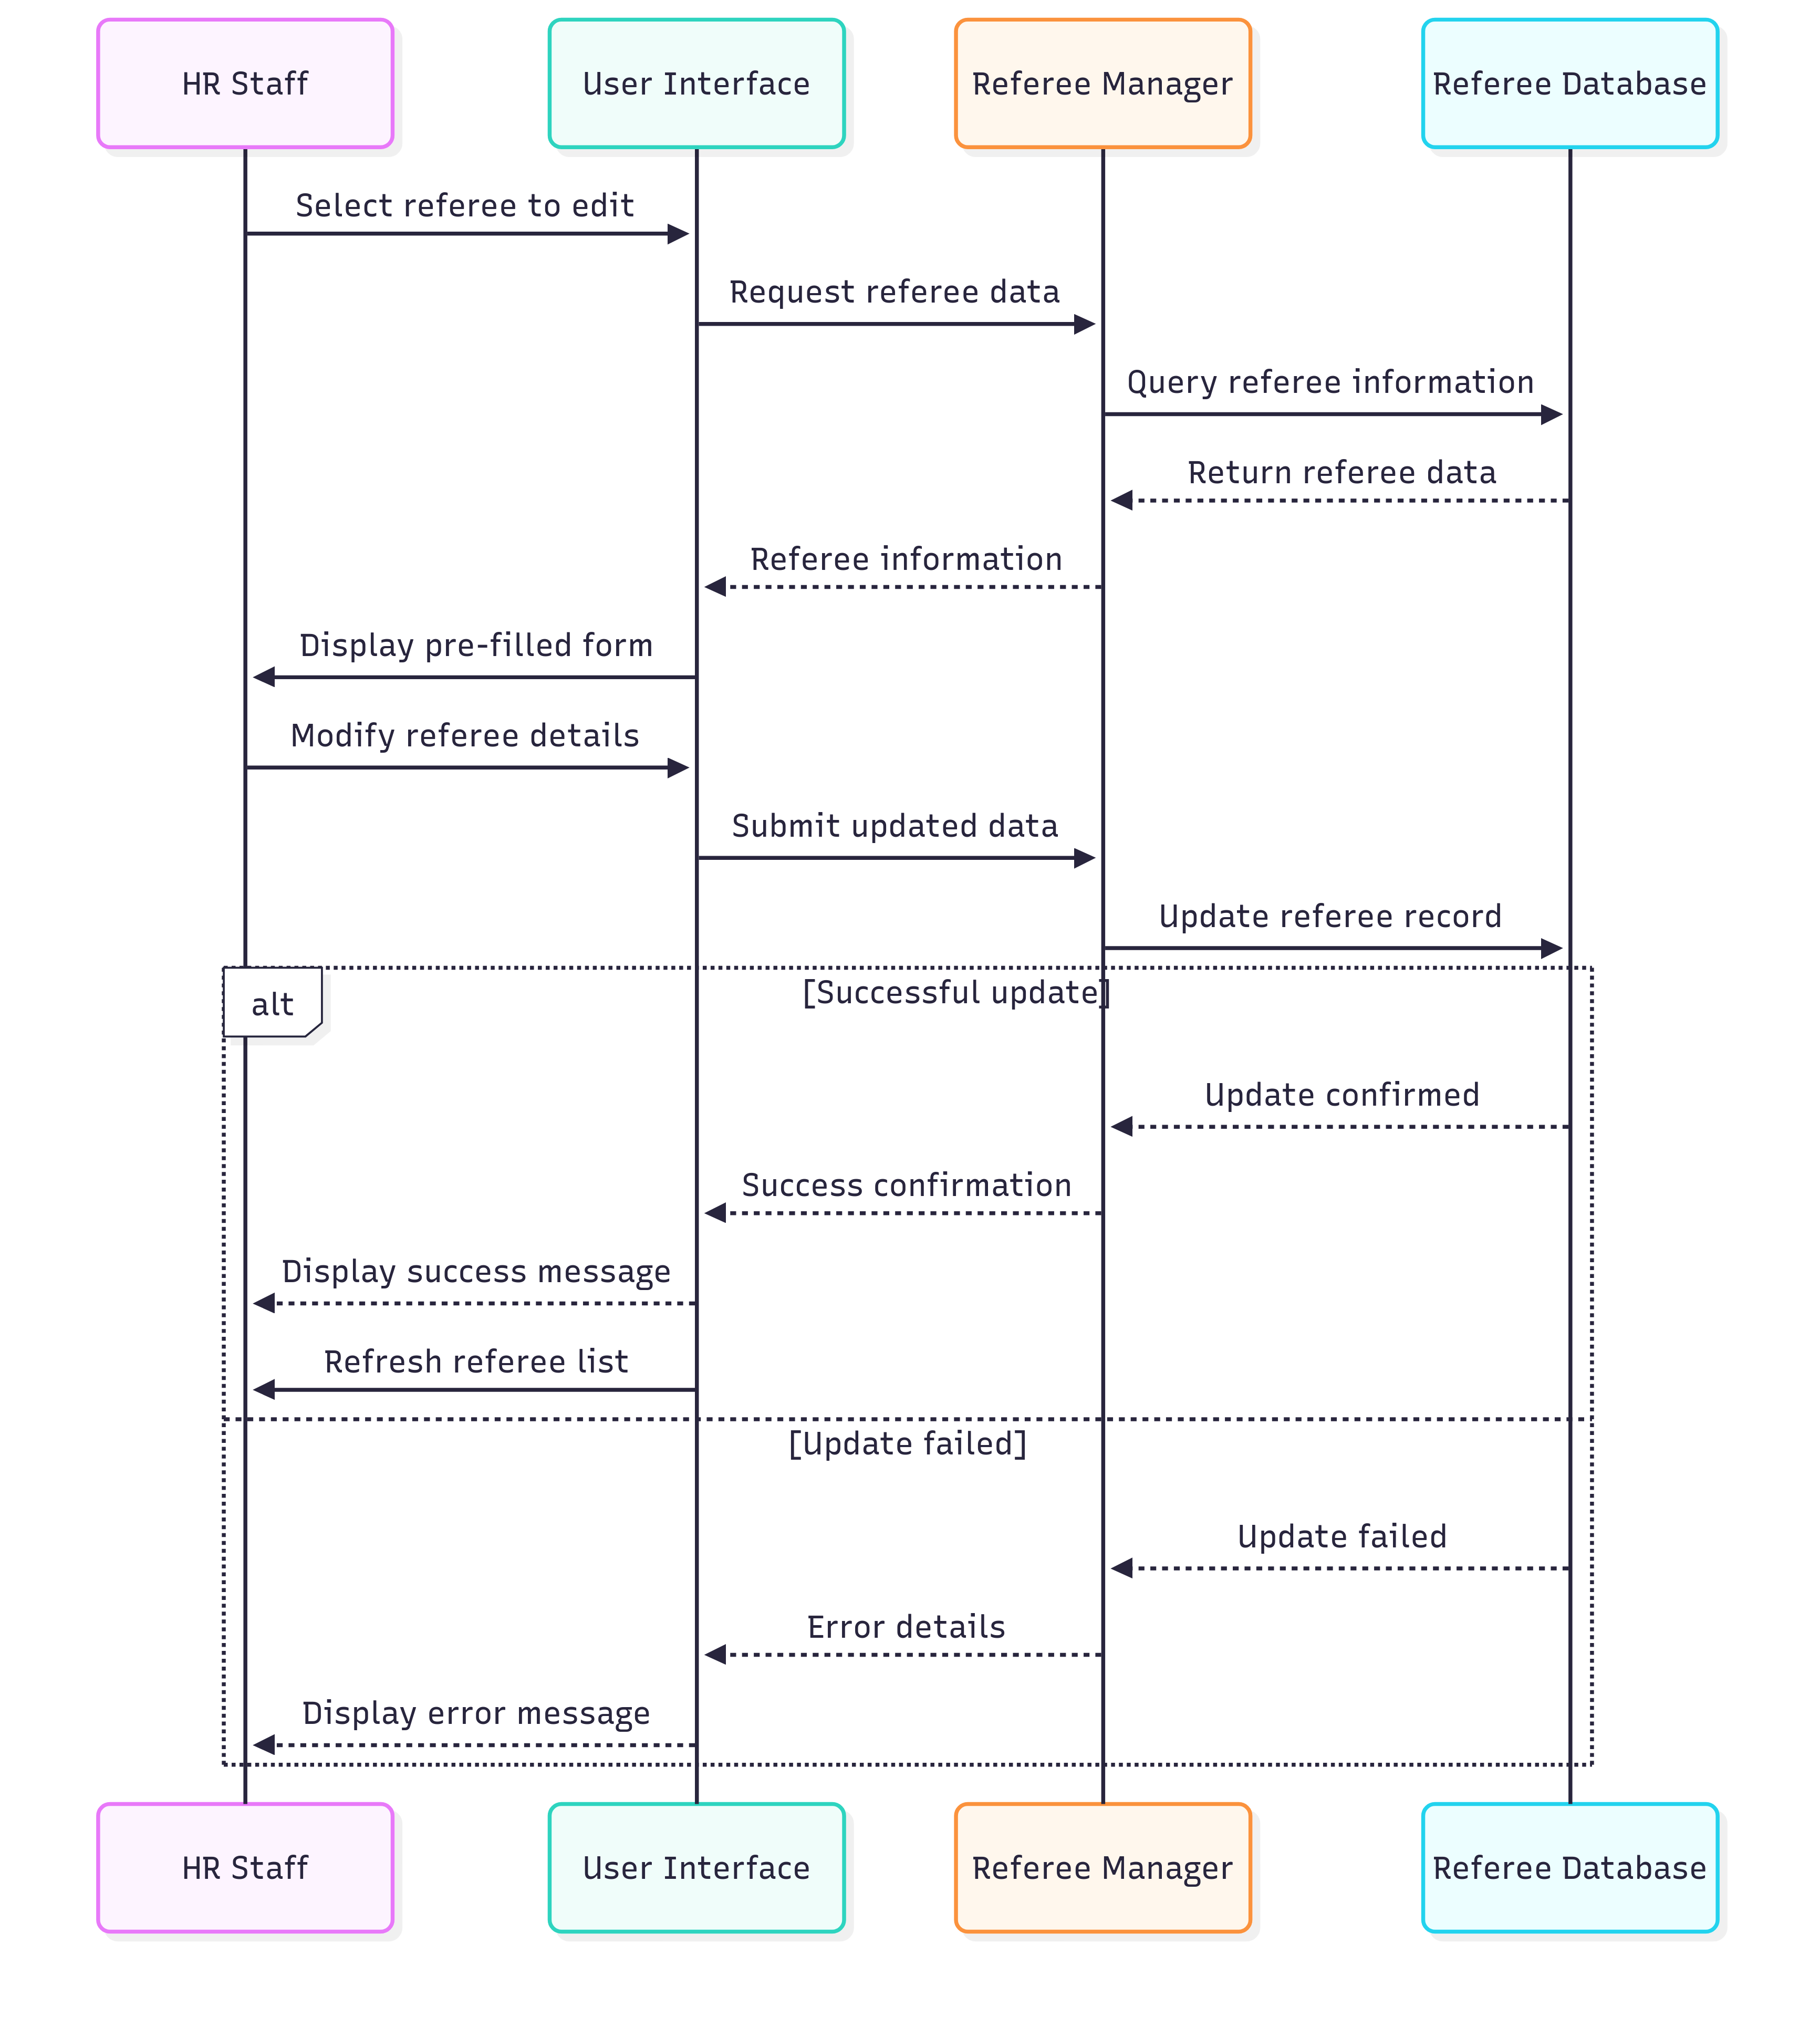 HR Staff
User Interface
Referee Manager
Referee Database
Select referee to edit
Request referee data
Query referee information
Return referee data
Referee information
Display pre-filled form
Modify referee details
Submit updated data
Update referee record
alt
[Successful update]
Update confirmed
Success confirmation
Display success message
Refresh referee list
[Update failed]
Update failed
Error details
Display error message
HR Staff
User Interface
Referee Manager
Referee Database